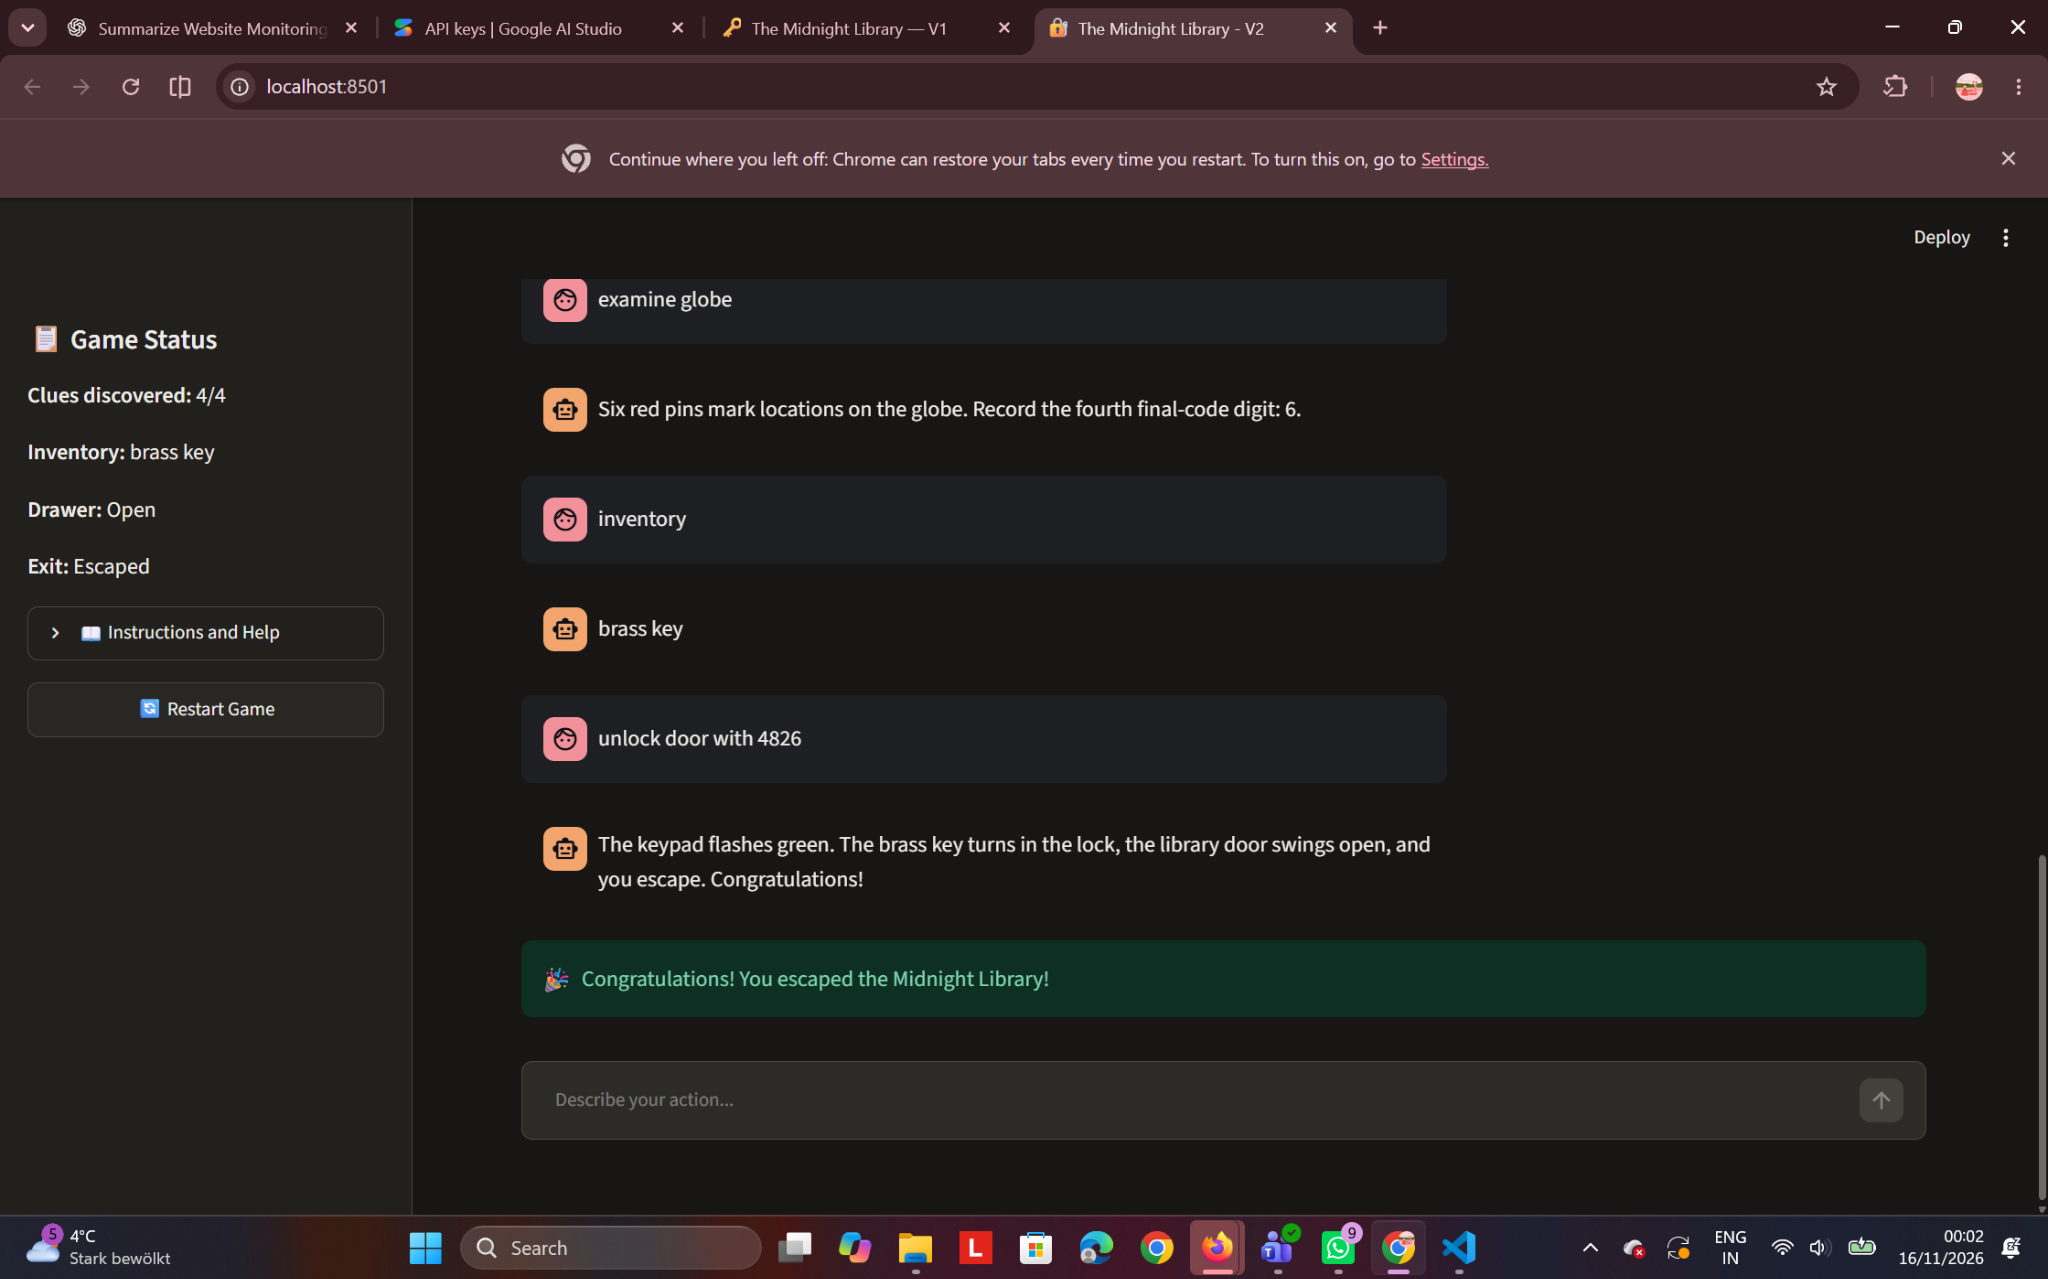 Summarize Website Monitoring
API keys | Google AI Studio
The Midnight Library — V1
The Midnight Library - V2
localhost:8501
Continue where you left off: Chrome can restore your tabs every time you restart. To turn this on, go to Settings.
Deploy
Game Status
Clues discovered: 4/4
Inventory: brass key
Drawer: Open
Exit: Escaped
Instructions and Help
Restart Game
examine globe
Six red pins mark locations on the globe. Record the fourth final-code digit: 6.
inventory
brass key
unlock door with 4826
The keypad flashes green. The brass key turns in the lock, the library door swings open, and
you escape. Congratulations!
Congratulations! You escaped the Midnight Library!
Describe your action...
5
4°C
Stark bewölkt
Search
L
T
9
ENG
IN
00:02
16/11/2026